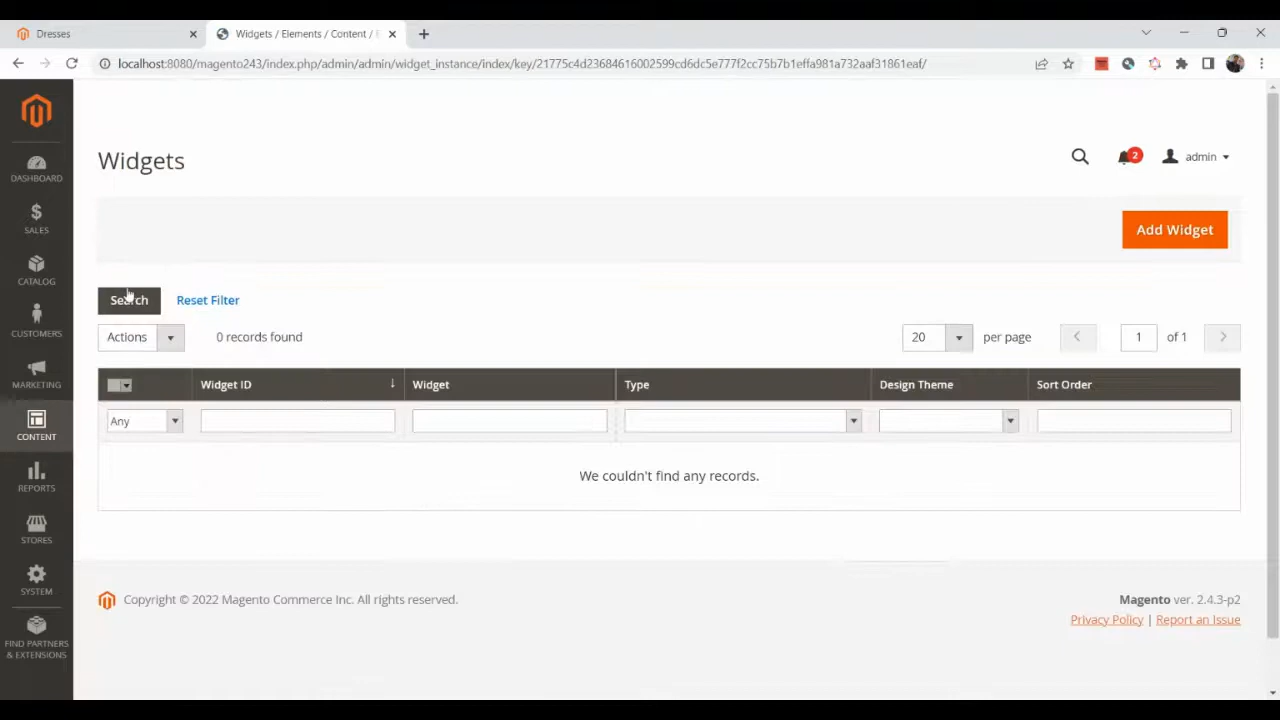 Dresses
Widgets / Elements / Content /
localhost:8080/magento243/index.php/admin/admin/widget_instance/index/key/21775c4d23684616002599cd6dc5e777f2cc75b7b1effa981a732aaf31861eaf/
Widgets
2
admin
DASHBOARD
SALES
CATALOG
CUSTOMERS
MARKETING
CONTENT
REPORTS
STORES
SYSTEM
FIND PARTNERS
& EXTENSIONS
Add Widget
Search
Reset Filter
Actions
0 records found
20
per page
1
of 1
Widget ID
Widget
Type
Design Theme
Sort Order
Any
We couldn't find any records.
Copyright © 2022 Magento Commerce Inc. All rights reserved.
Magento ver. 2.4.3-p2
Privacy Policy | Report an Issue